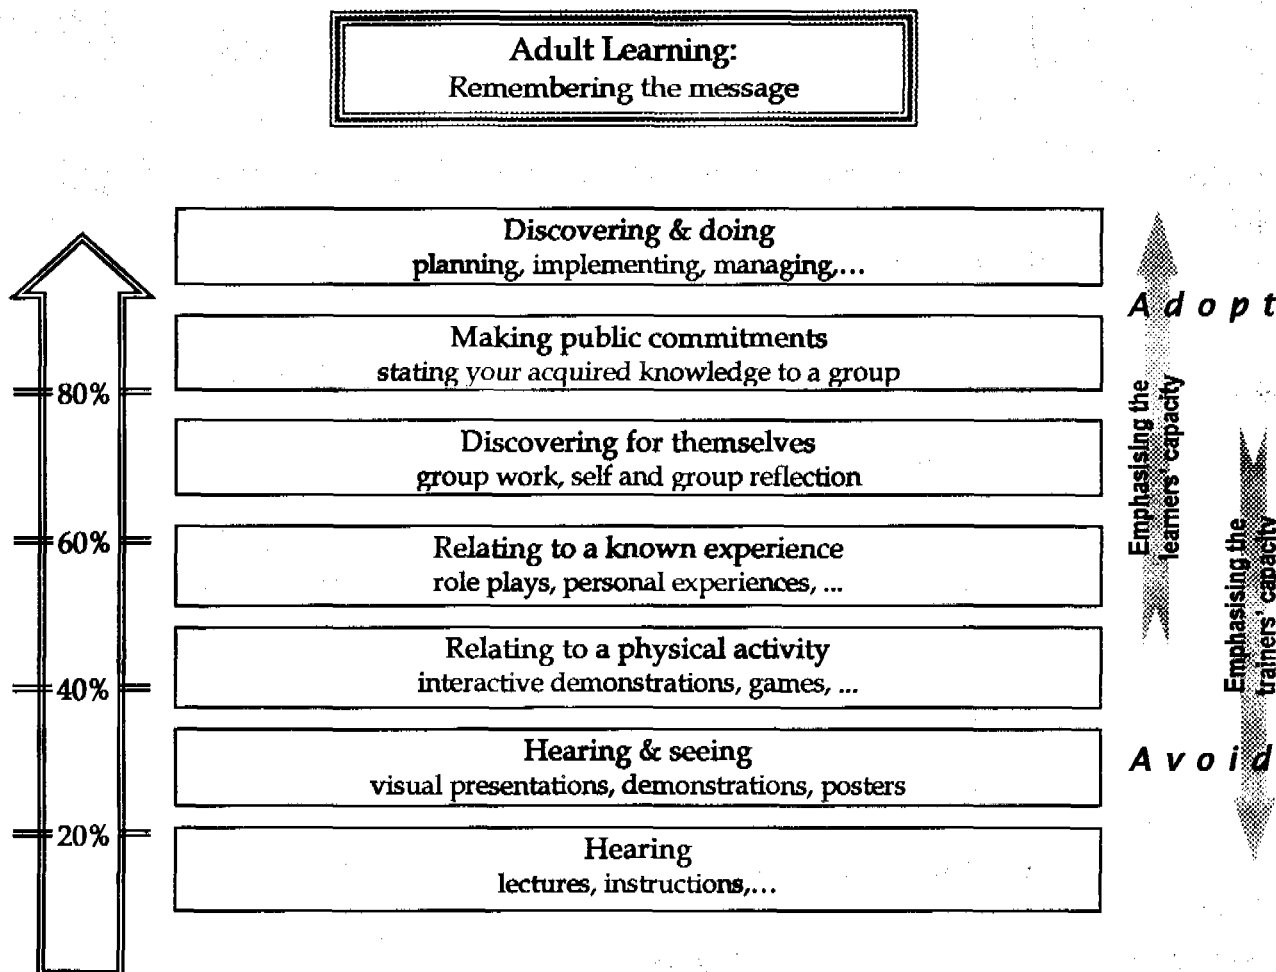 Adult Learning:
Remembering the message
Discovering & doing
planning, implementing, managing,...
Making public commitments
stating your acquired knowledge to a group
Discovering for themselves
group work, self and group reflection
Relating to a known experience
role plays, personal experiences, ...
Relating to a physical activity
interactive demonstrations, games, ...
Hearing & seeing
visual presentations, demonstrations, posters
Hearing
lectures, instructions,...
80%
60%
40%
20%
Adopt
Emphasising the
learners' capacity
Emphasising the
trainers' capacity
Avoid